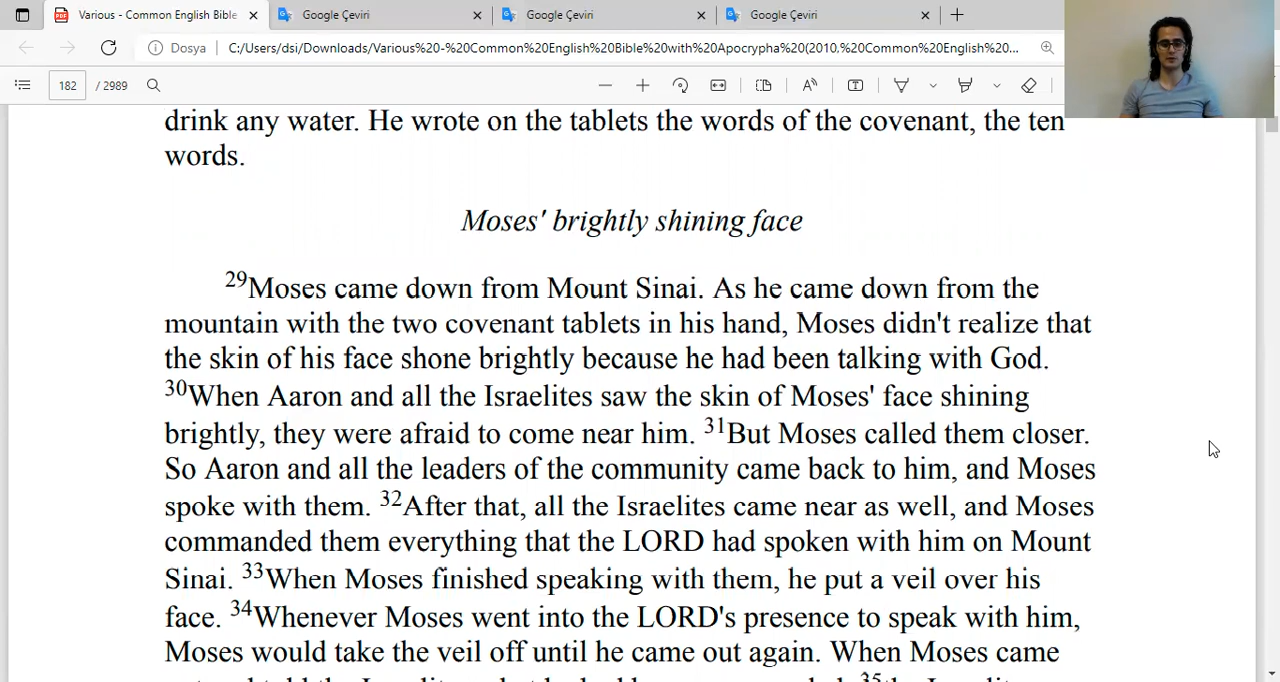 Various - Common English Bible
Google Çeviri
Google Çeviri
Google Çeviri
Dosya
C:/Users/dsi/Downloads/Various%20-%20Common%20English%20Bible%20with%20Apocrypha%20(2010,%20Common%20English%20...
182 / 2989
drink any water. He wrote on the tablets the words of the covenant, the ten
words.
Moses' brightly shining face
29Moses came down from Mount Sinai. As he came down from the
mountain with the two covenant tablets in his hand, Moses didn't realize that
the skin of his face shone brightly because he had been talking with God.
30When Aaron and all the Israelites saw the skin of Moses' face shining
brightly, they were afraid to come near him. 31But Moses called them closer.
So Aaron and all the leaders of the community came back to him, and Moses
spoke with them. 32After that, all the Israelites came near as well, and Moses
commanded them everything that the LORD had spoken with him on Mount
Sinai. 33When Moses finished speaking with them, he put a veil over his
face. 34Whenever Moses went into the LORD's presence to speak with him,
Moses would take the veil off until he came out again. When Moses came
35